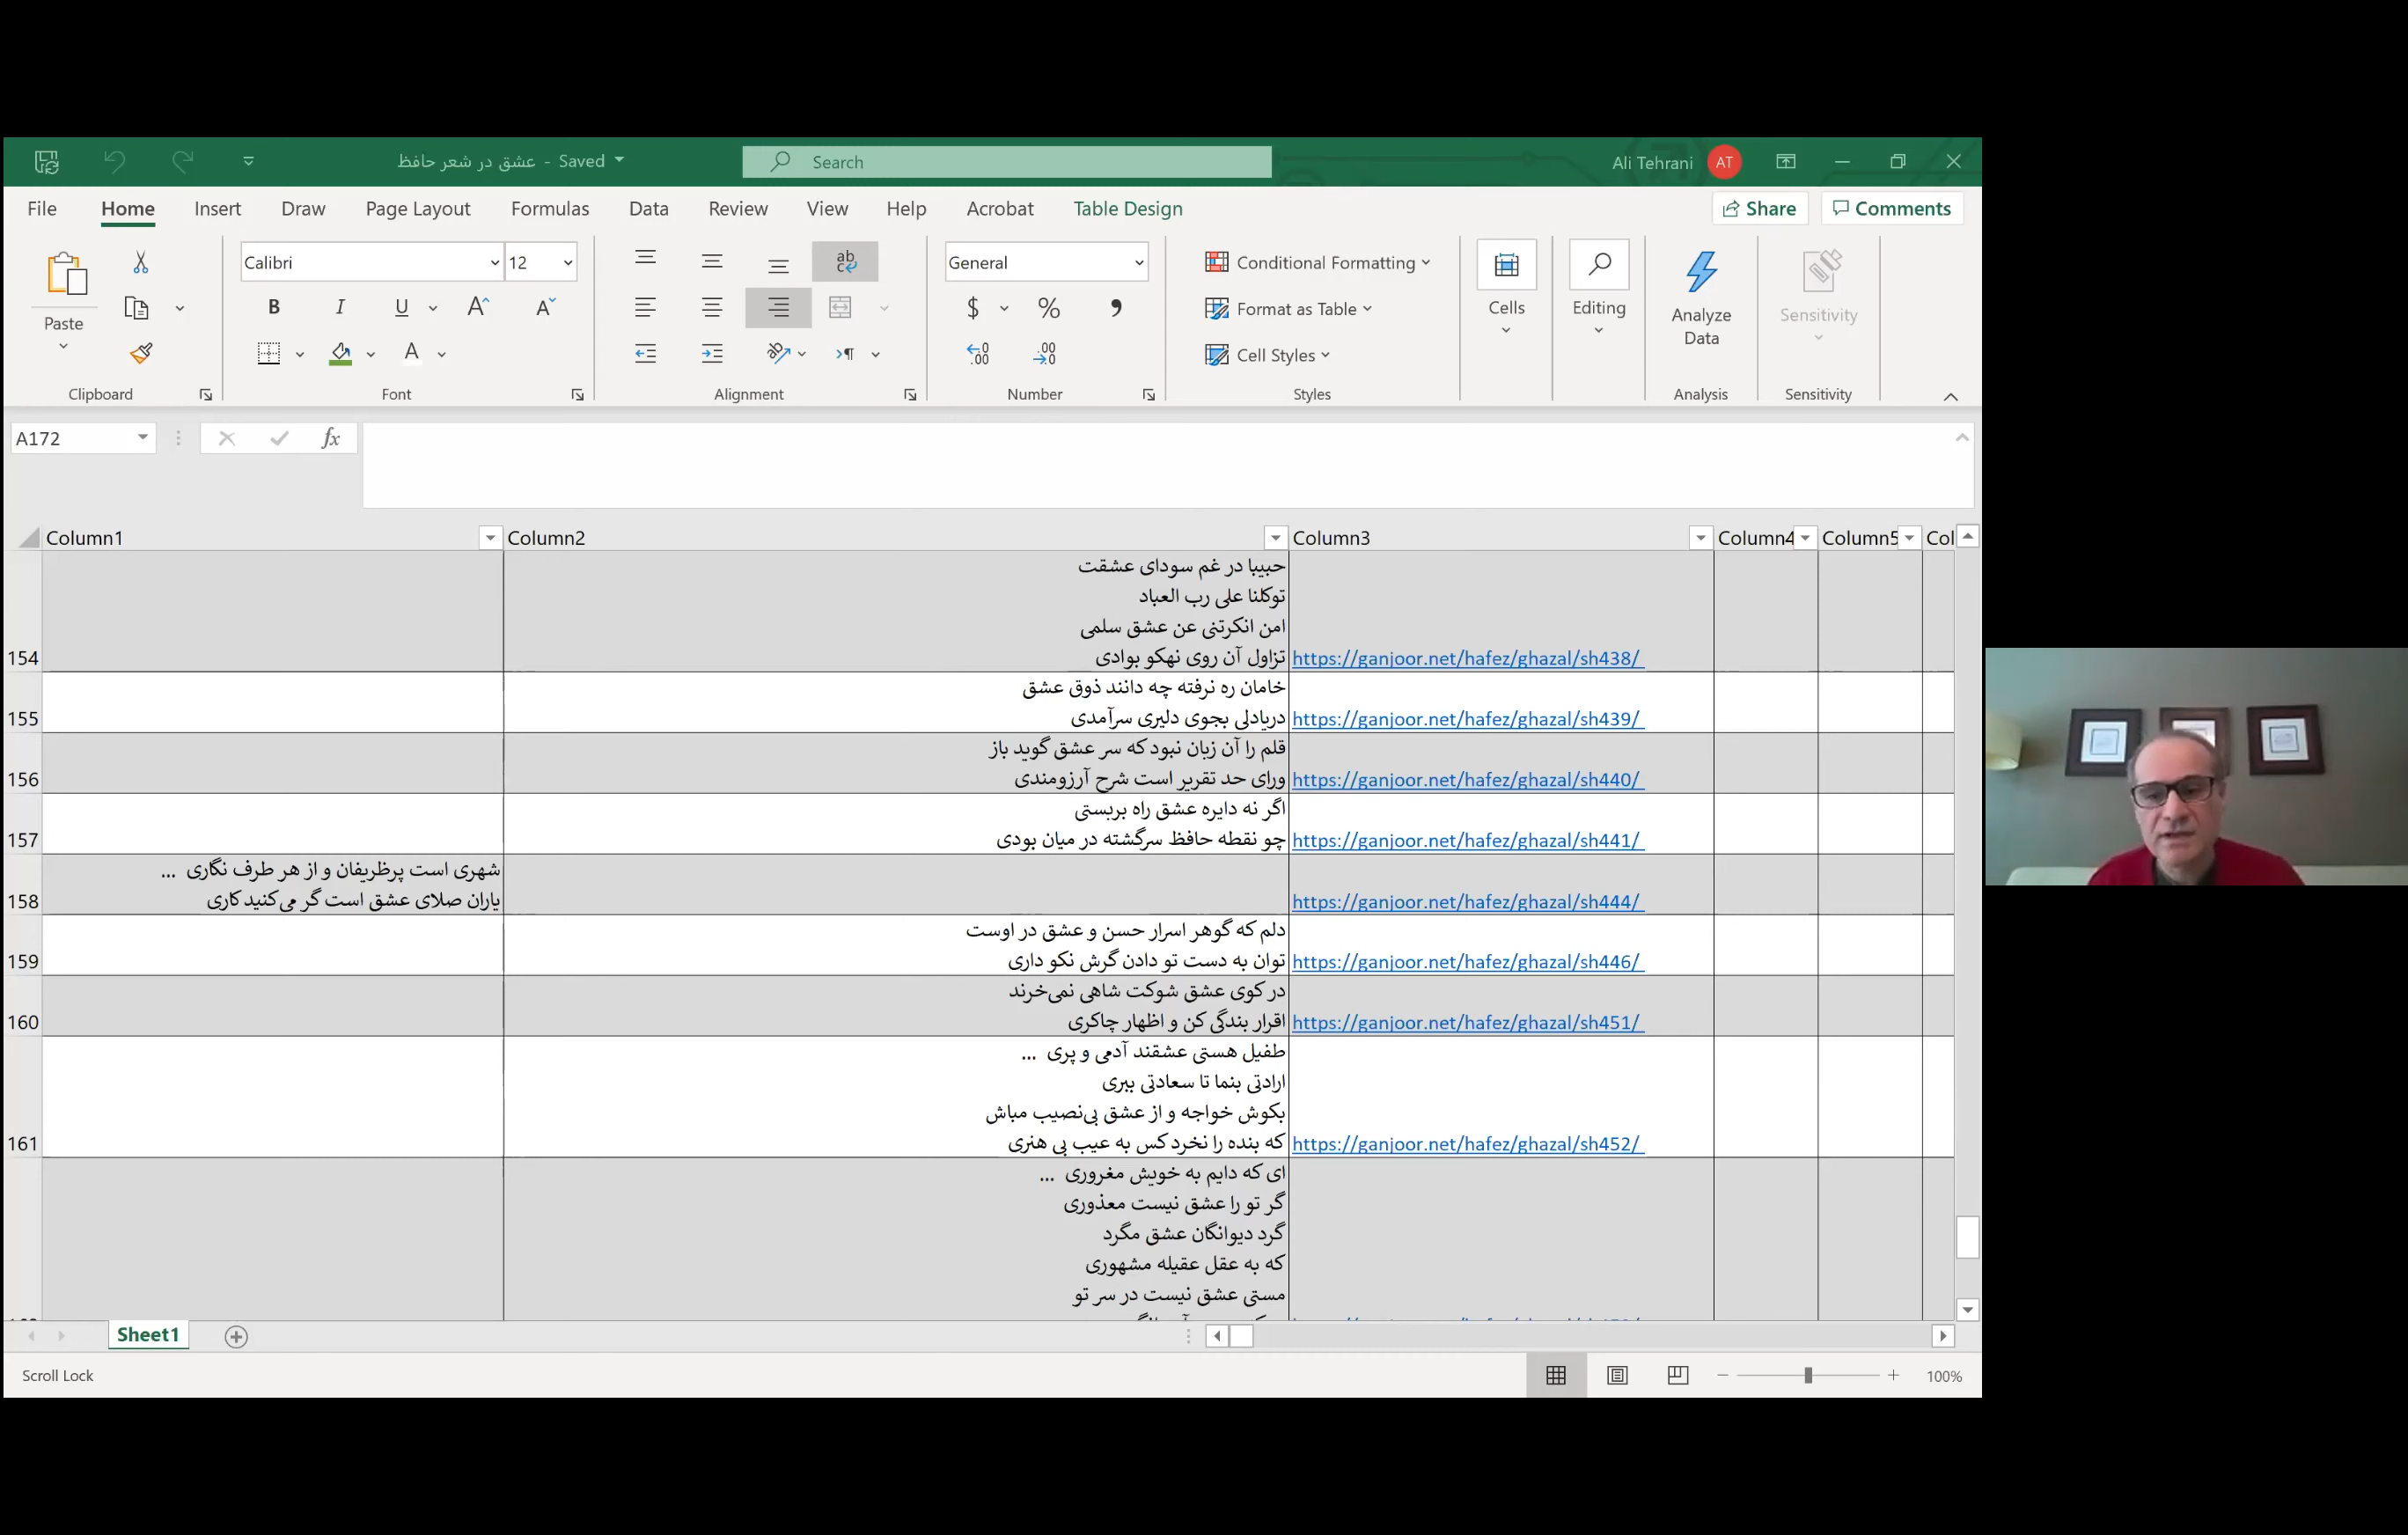 عشق در شعر حافظ - Saved
Search
Ali Tehrani
AT
File Home Insert Draw Page Layout Formulas Data Review View Help Acrobat Table Design
Share
Comments
Paste
Clipboard
Calibri
12
B I U A A
A
Font
ab
c
Alignment
General
$ % ,
.00
.0
.00
.0
Number
Conditional Formatting
Format as Table
Cell Styles
Styles
Cells
Editing
Analyze
Data
Analysis
Sensitivity
Sensitivity
A172
fx
Column1 Column2 Column3 Column4 Column5 Col
154
حبیبا در غم سودای عشقت
توکلنا علی رب العباد
امن انکرتنی عن عشق سلمی
تزاول آن روی نهکو بوادی
https://ganjoor.net/hafez/ghazal/sh438/
155
خامان ره نرفته چه دانند ذوق عشق
دریادلی بجوی دلیری سرآمدی
https://ganjoor.net/hafez/ghazal/sh439/
156
قلم را آن زبان نبود که سر عشق گوید باز
ورای حد تقریر است شرح آرزومندی
https://ganjoor.net/hafez/ghazal/sh440/
157
اگر نه دایره عشق راه بربستی
چو نقطه حافظ سرگشته در میان بودی
https://ganjoor.net/hafez/ghazal/sh441/
158
شهری است پرظریفان و از هر طرف نگاری ...
یاران صلای عشق است گر می‌کنید کاری
https://ganjoor.net/hafez/ghazal/sh444/
159
دلم که گوهر اسرار حسن و عشق در اوست
توان به دست تو دادن گرش نکو داری
https://ganjoor.net/hafez/ghazal/sh446/
160
در کوی عشق شوکت شاهی نمی‌خرند
اقرار بندگی کن و اظهار چاکری
https://ganjoor.net/hafez/ghazal/sh451/
161
طفیل هستی عشقند آدمی و پری ...
ارادتی بنما تا سعادتی ببری
بکوش خواجه و از عشق بی‌نصیب مباش
که بنده را نخرد کس به عیب بی هنری
https://ganjoor.net/hafez/ghazal/sh452/
ای که دایم به خویش مغروری ...
گر تو را عشق نیست معذوری
گرد دیوانگان عشق مگرد
که به عقل عقیله مشهوری
مستی عشق نیست در سر تو
Sheet1
Scroll Lock
100%